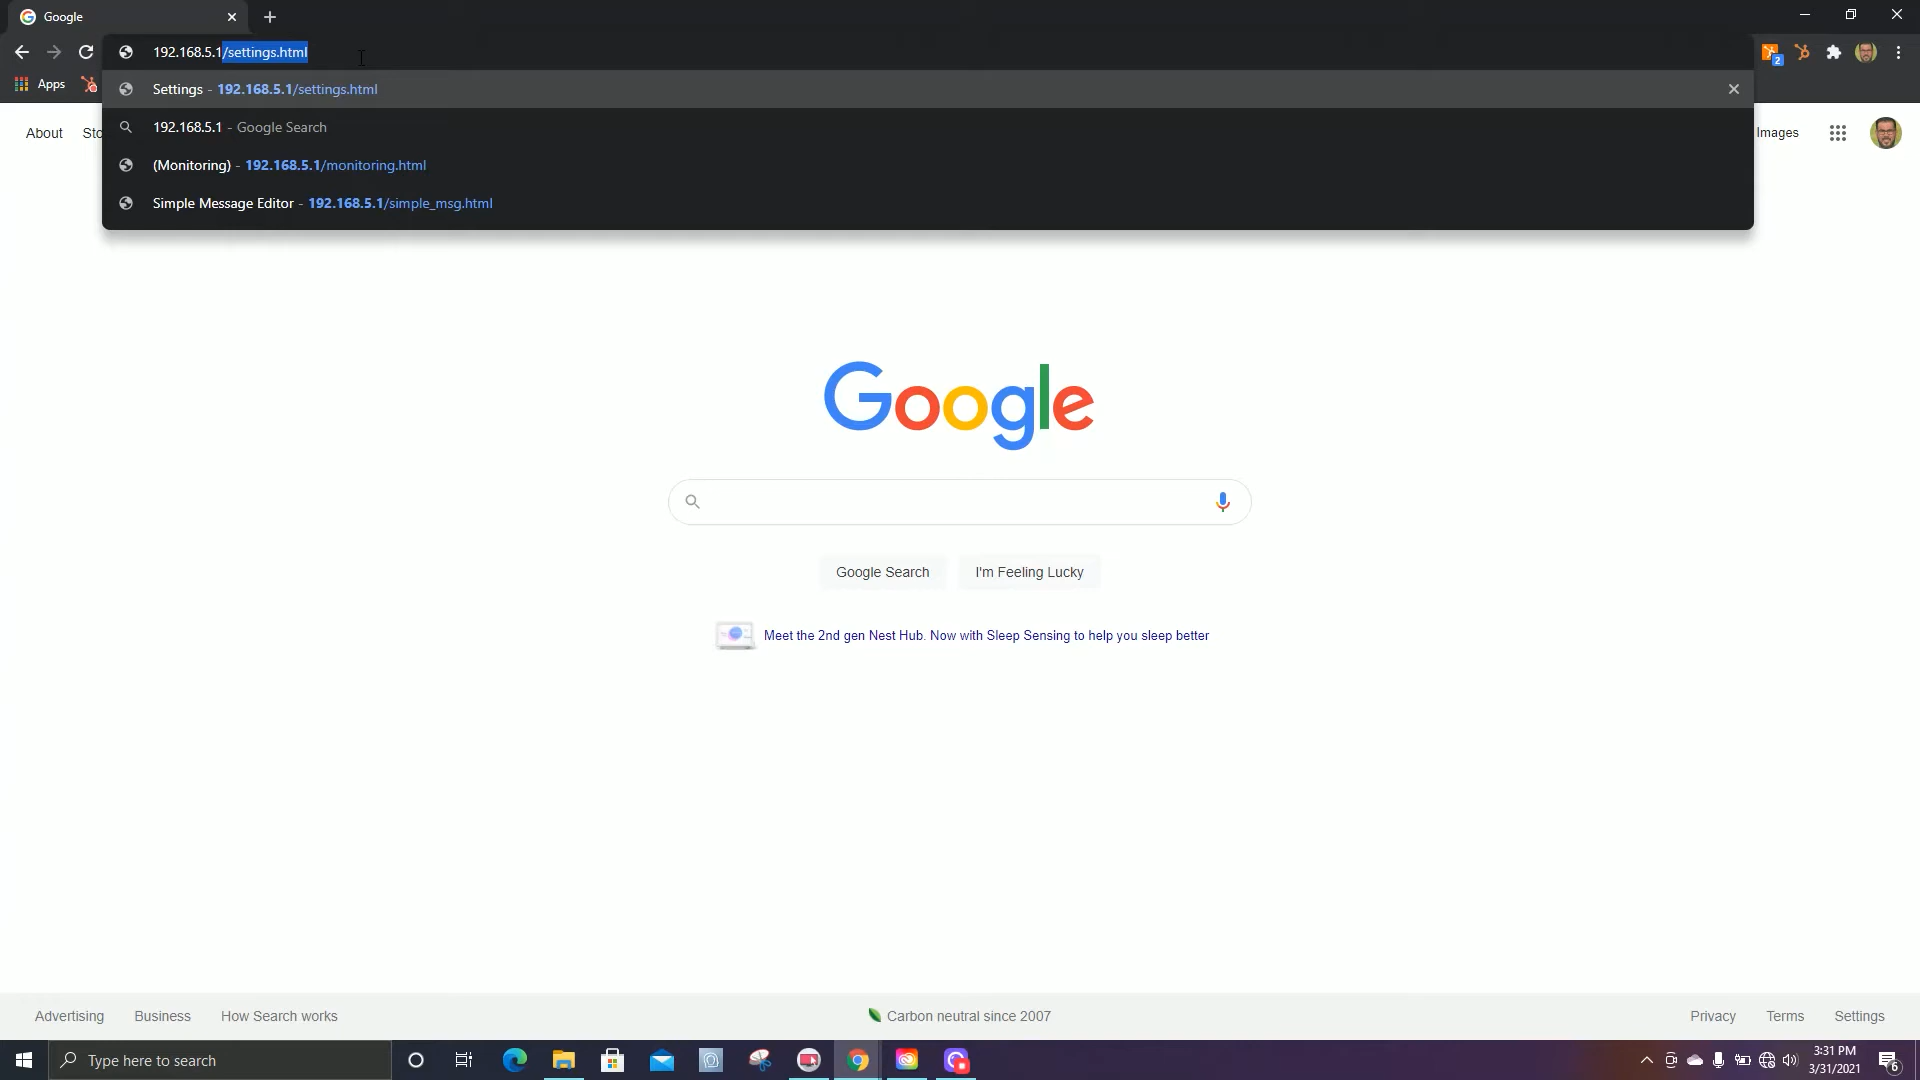 Google
192.168.5.1/settings.html
Apps
Settings - 192.168.5.1/settings.html
192.168.5.1 - Google Search
(Monitoring) - 192.168.5.1/monitoring.html
Simple Message Editor - 192.168.5.1/simple_msg.html
2
About Sto
Images
Google
Google Search
I'm Feeling Lucky
Meet the 2nd gen Nest Hub. Now with Sleep Sensing to help you sleep better
Advertising Business How Search works
Carbon neutral since 2007
Privacy Terms Settings
Type here to search
3:31 PM
3/31/2021
6